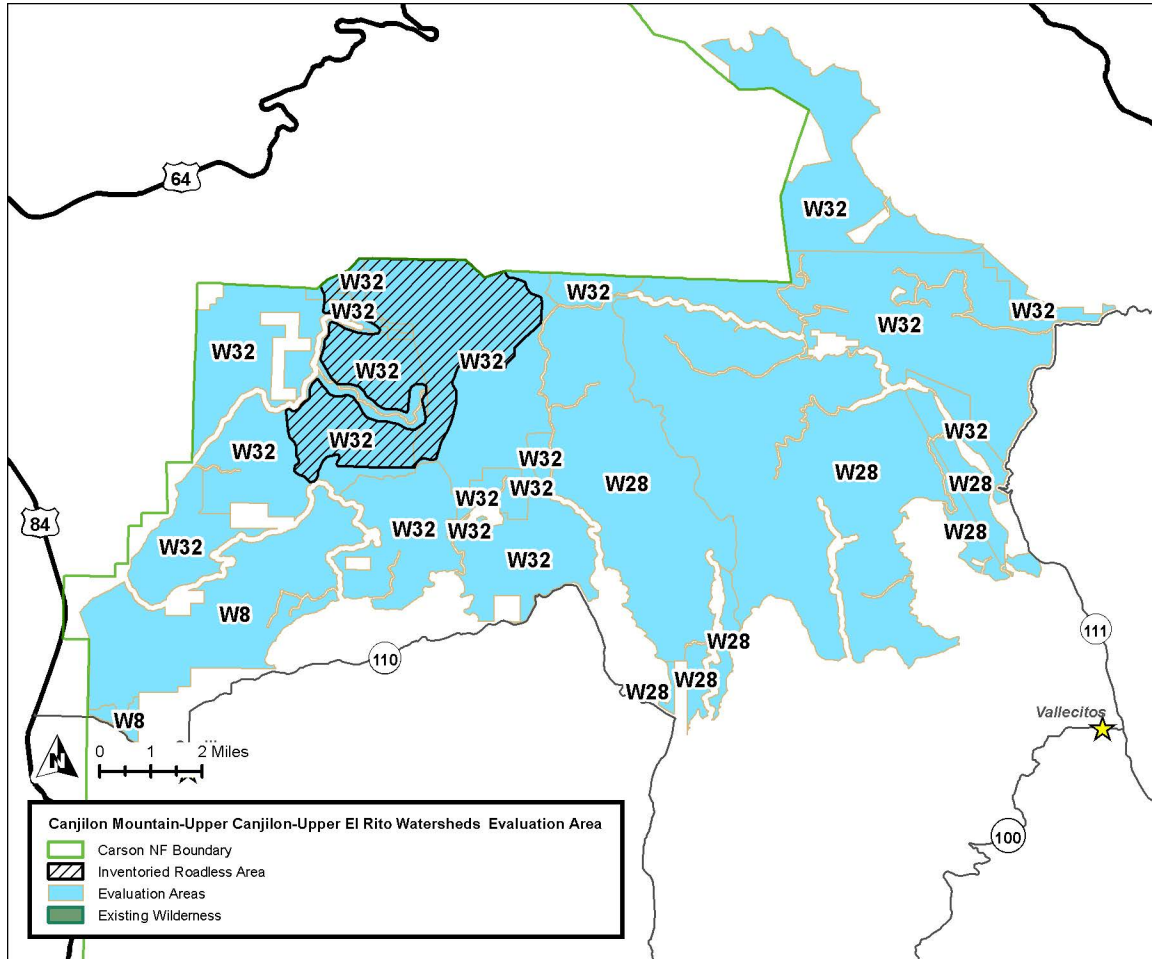 64
W32
W32
W32
W32
W32
W32
W32
W32
W32
W32
W32
W32
W32
W28
W28
W32
W28
W32
W32
W32
W32
84
W32
W32
W28
W32
W8
111
W28
110
W28
W28
Vallecitos
W8
N
0 1 2 Miles
100
Canjilon Mountain-Upper Canjilon-Upper El Rito Watersheds Evaluation Area
Carson NF Boundary
Inventoried Roadless Area
Evaluation Areas
Existing Wilderness